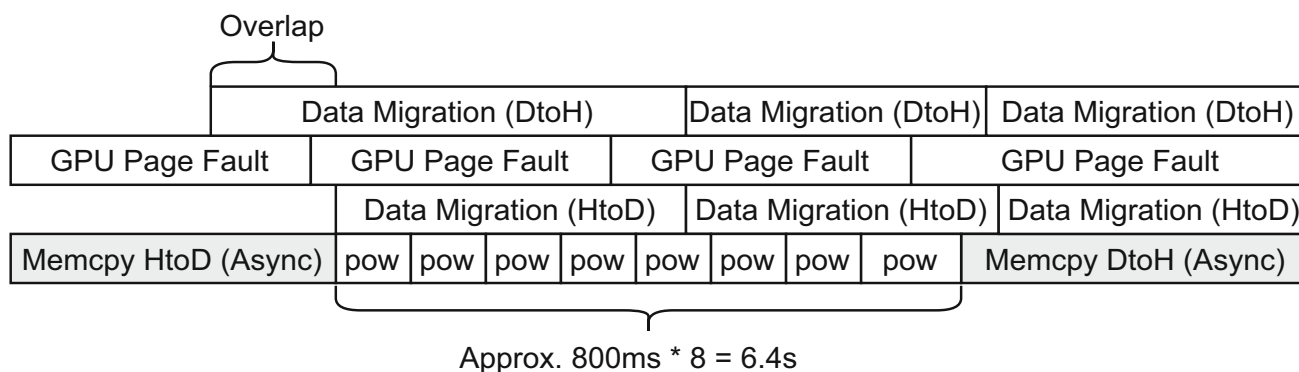 Overlap
Data Migration (DtoH) Data Migration (DtoH) Data Migration (DtoH)
GPU Page Fault GPU Page Fault GPU Page Fault GPU Page Fault
Data Migration (HtoD) Data Migration (HtoD) Data Migration (HtoD)
Memcpy HtoD (Async) pow pow pow pow pow pow pow pow Memcpy DtoH (Async)
Approx. 800ms * 8 = 6.4s